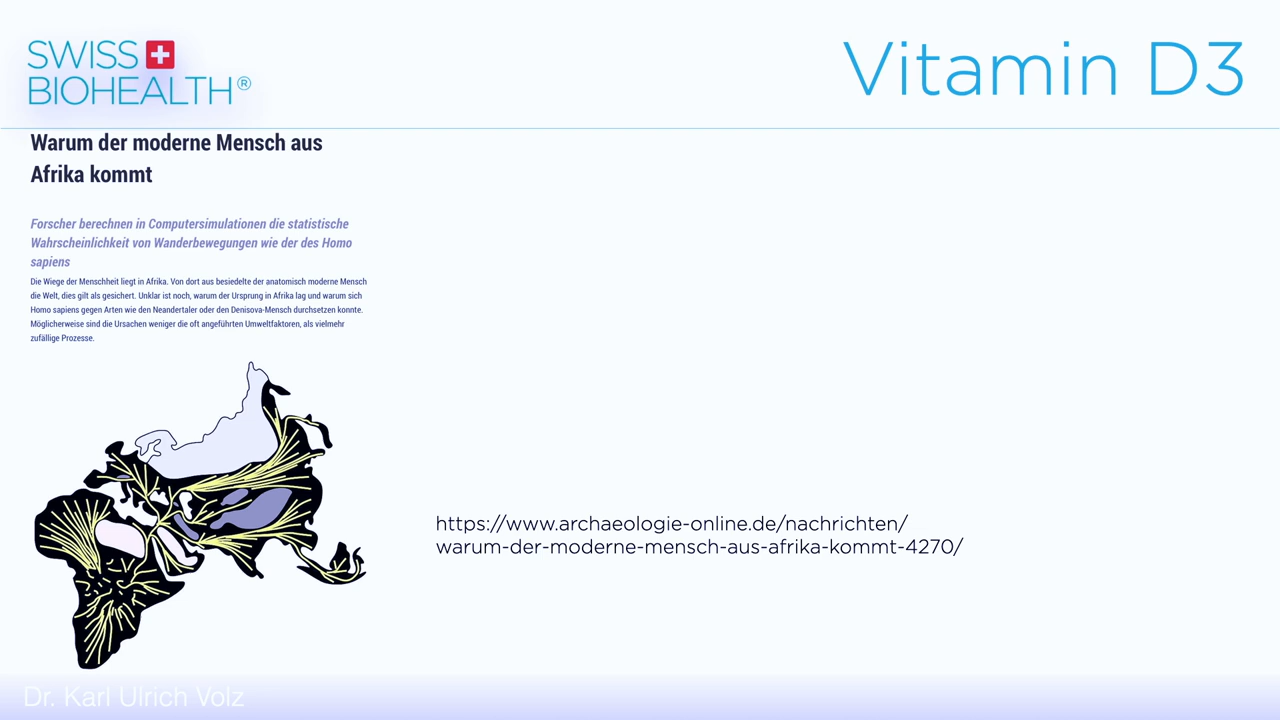 SWISS
BIOHEALTH®
Vitamin D3
Warum der moderne Mensch aus
Afrika kommt
Forscher berechnen in Computersimulationen die statistische
Wahrscheinlichkeit von Wanderbewegungen wie der des Homo
sapiens
Die Wiege der Menschheit liegt in Afrika. Von dort aus besiedelte der anatomisch moderne Mensch
die Welt, dies gilt als gesichert. Unklar ist noch, warum der Ursprung in Afrika lag und warum sich
Homo sapiens gegen Arten wie den Neandertaler oder den Denisova-Mensch durchsetzen konnte.
Möglicherweise sind die Ursachen weniger die oft angeführten Umweltfaktoren, als vielmehr
zufällige Prozesse.
https://www.archaeologie-online.de/nachrichten/
warum-der-moderne-mensch-aus-afrika-kommt-4270/
Dr. Karl Ulrich Volz